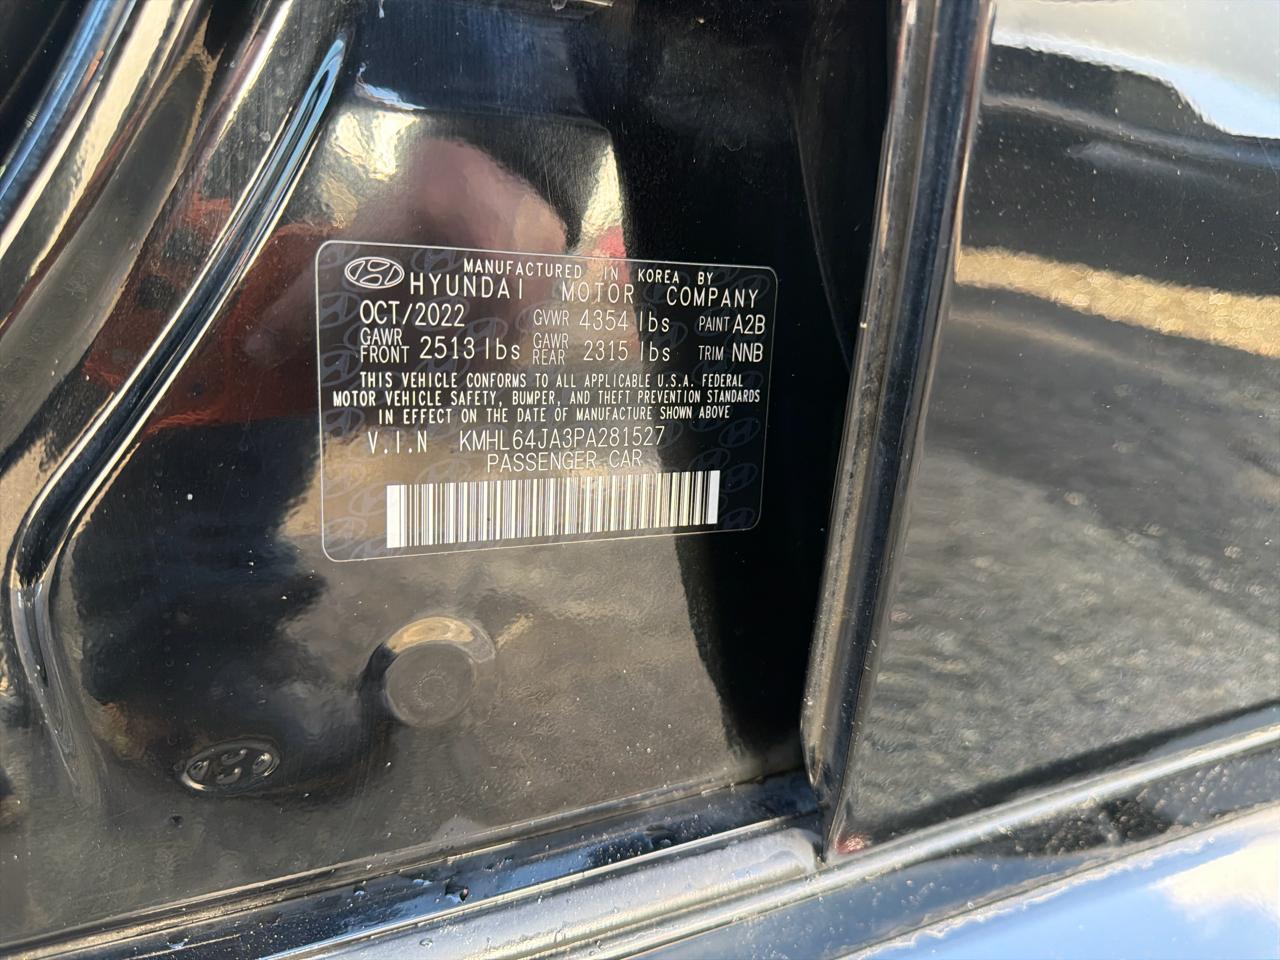 MANUFACTURED IN KOREA BY
HYUNDAI MOTOR COMPANY
OCT/2022 GVWR 4354 lbs PAINT A2B
GAWR FRONT 2513 lbs GAWR REAR 2315 lbs TRIM NNB
THIS VEHICLE CONFORMS TO ALL APPLICABLE U.S.A. FEDERAL
MOTOR VEHICLE SAFETY, BUMPER, AND THEFT PREVENTION STANDARDS
IN EFFECT ON THE DATE OF MANUFACTURE SHOWN ABOVE
V.I.N KMHL64JA3PA281527
PASSENGER CAR